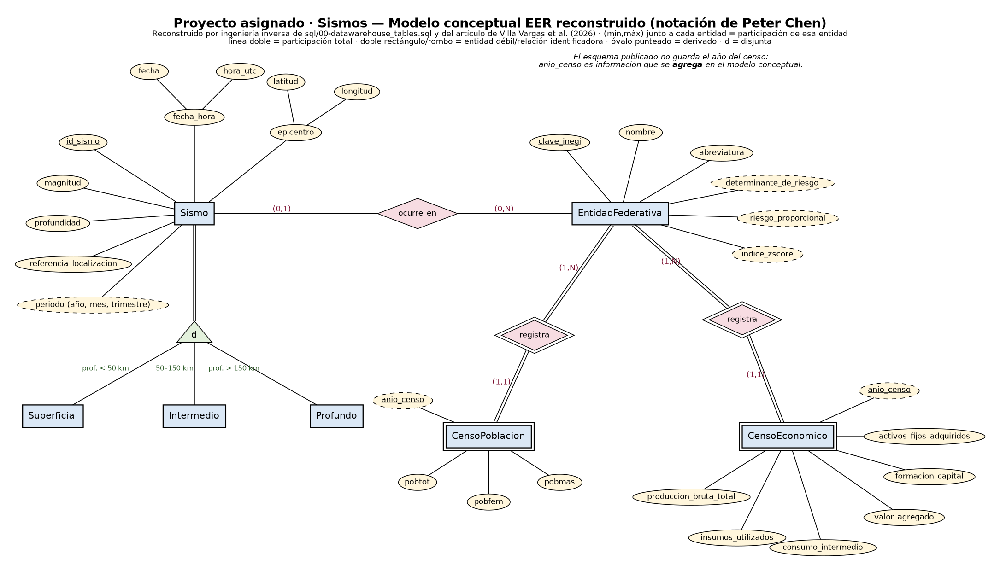 Proyecto asignado · Sismos — Modelo conceptual EER reconstruido (notación de Peter Chen)
Reconstruido por ingeniería inversa de sql/00-datawarehouse_tables.sql y del artículo de Villa Vargas et al. (2026) · (mín,máx) junto a cada entidad = participación de esa entidad
línea doble = participación total · doble rectángulo/rombo = entidad débil/relación identificadora · óvalo punteado = derivado · d = disjunta
El esquema publicado no guarda el año del censo:
anio_censo es información que se agrega en el modelo conceptual.
fecha
hora_utc
latitud
longitud
fecha_hora
epicentro
id_sismo
magnitud
profundidad
referencia_localizacion
periodo (año, mes, trimestre)
Sismo
(0,1)
ocurre_en
(0,N)
EntidadFederativa
clave_inegi
nombre
abreviatura
determinante_de_riesgo
riesgo_proporcional
indice_zscore
(1,N)
(1,N)
registra
registra
d
prof. < 50 km
50–150 km
prof. > 150 km
Superficial
Intermedio
Profundo
(1,1)
(1,1)
anio_censo
CensoPoblacion
pobtot
pobfem
pobmas
anio_censo
CensoEconomico
activos_fijos_adquiridos
formacion_capital
valor_agregado
produccion_bruta_total
insumos_utilizados
consumo_intermedio